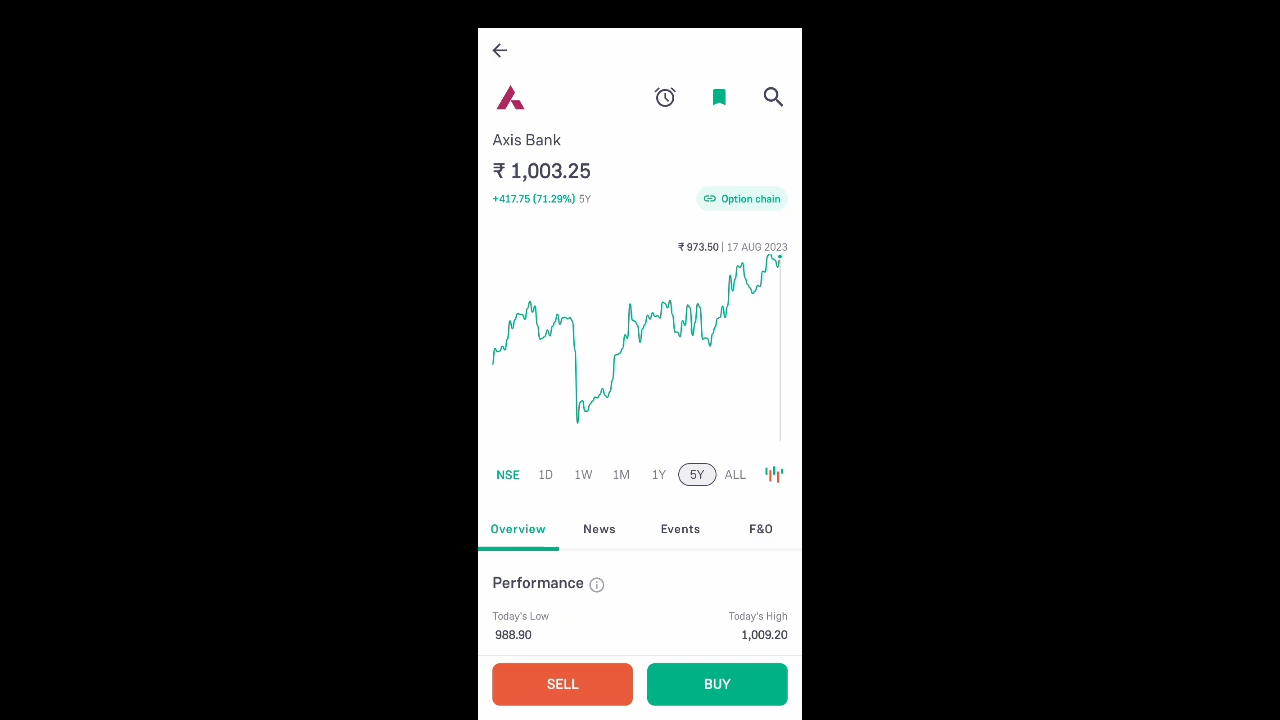 Axis Bank
₹ 1,003.25
+417.75 (71.29%) 5Y
Option chain
₹ 973.50 | 17 AUG 2023
NSE 1D 1W 1M 1Y 5Y ALL
Overview News Events F&O
Performance
Today's Low Today's High
988.90 1,009.20
SELL BUY